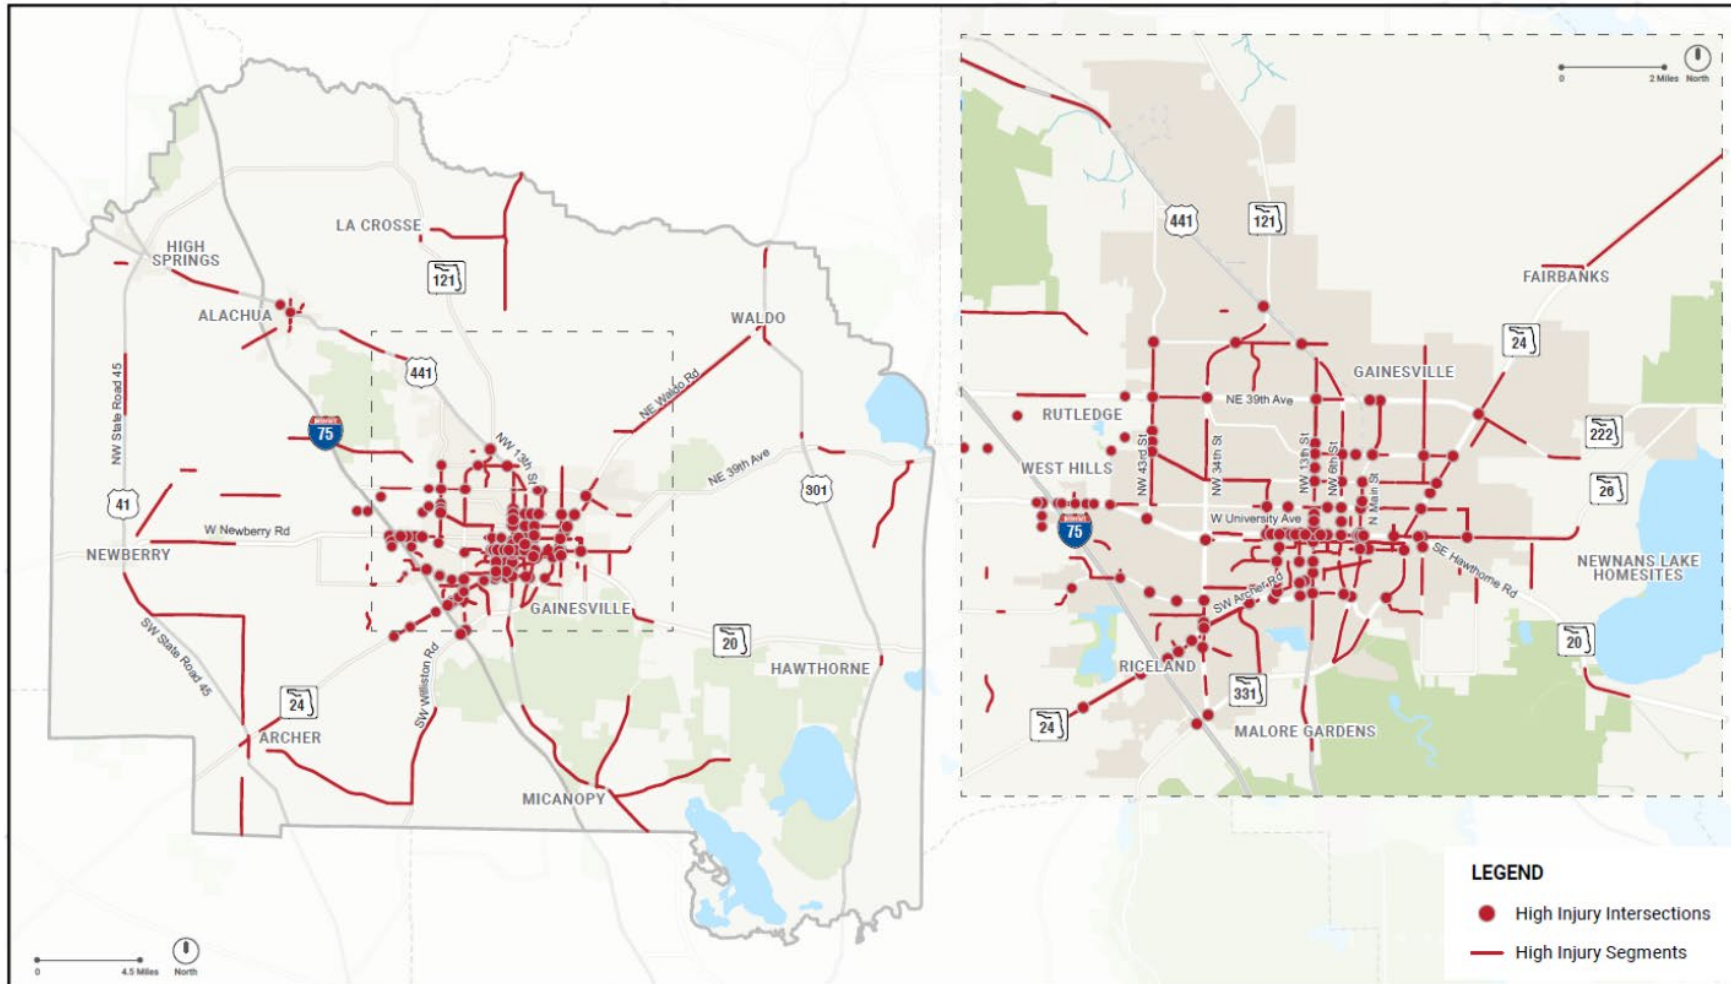 LA CROSSE
HIGH
SPRINGS
121
ALACHUA
WALDO
441
NW State Road 45
NE Waldo Rd
75
NW 13th St
NE 39th Ave
41
301
W Newberry Rd
NEWBERRY
GAINESVILLE
SW State Road 45
20
SW Williston Rd
HAWTHORNE
24
ARCHER
MICANOPY
0
4.5 Miles
North
0
2 Miles
North
441
121
FAIRBANKS
24
GAINESVILLE
NE 39th Ave
RUTLEDGE
222
NW 43rd St
NW 34th St
NW 13th St
NW 6th St
WEST HILLS
N Main St
26
W University Ave
75
SE Hawthorne Rd
NEWNANS LAKE
HOMESITES
SW Archer Rd
20
RICELAND
331
24
MALORE GARDENS
LEGEND
High Injury Intersections
High Injury Segments